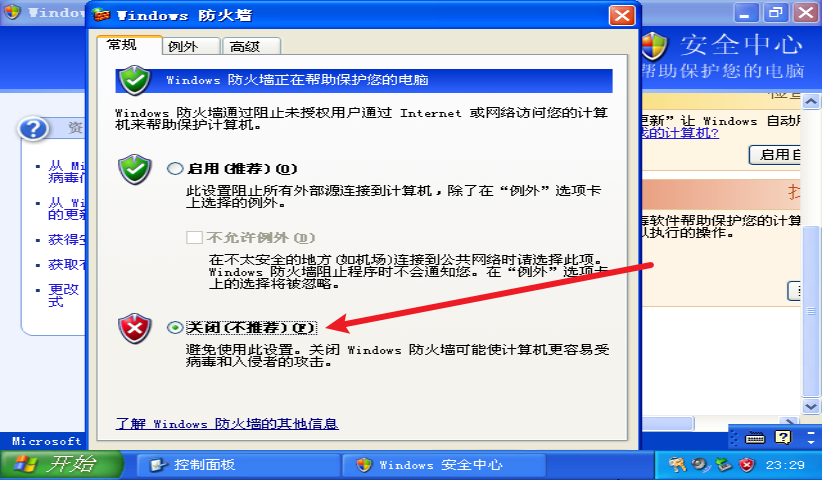 Window
Windows 防火墙
安全中心
帮助保护您的电脑
常规
例外
高级
Windows 防火墙正在帮助保护您的电脑
Windows 防火墙通过阻止未授权用户通过 Internet 或网络访问您的计算
机来帮助保护计算机。
启用(推荐)(O)
此设置阻止所有外部源连接到计算机，除了在“例外”选项卡
上选择的例外。
不允许例外(D)
在不太安全的地方(如机场)连接到公共网络时请选择此项。
Windows 防火墙阻止程序时不会通知您。在“例外”选项卡
上的选择将被忽略。
关闭(不推荐)(F)
避免使用此设置。关闭 Windows 防火墙可能使计算机更容易受
病毒和入侵者的攻击。
了解 Windows 防火墙的其他信息
资
从 Mi
病毒
从 Wi
的更新
获得
获取
更改
式
更新”让 Windows 自动
我的计算机?
启用
找
毒软件帮助保护您的计算
以执行的操作。
Microsoft
开始
控制面板
Windows 安全中心
23:29